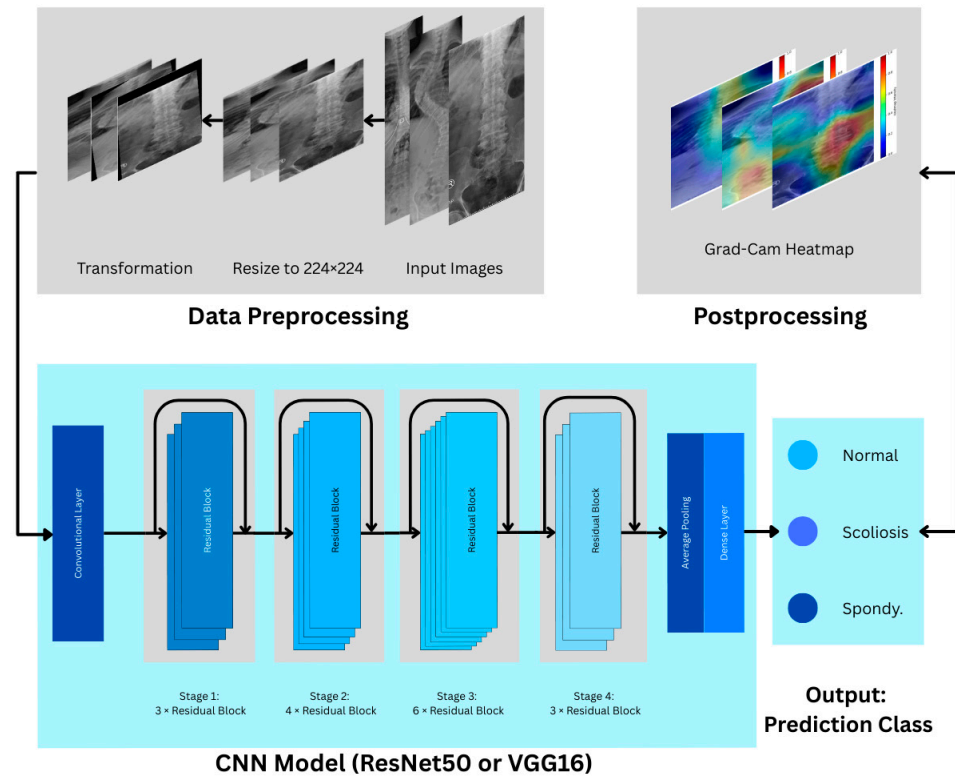 Transformation
Resize to 224×224
Input Images
Data Preprocessing
Grad-Cam Heatmap
Postprocessing
Convolutional Layer
Residual Block
Residual Block
Residual Block
Residual Block
Average Pooling
Dense Layer
Stage 1:
3 × Residual Block
Stage 2:
4 × Residual Block
Stage 3:
6 × Residual Block
Stage 4:
3 × Residual Block
CNN Model (ResNet50 or VGG16)
Normal
Scoliosis
Spondy.
Output:
Prediction Class